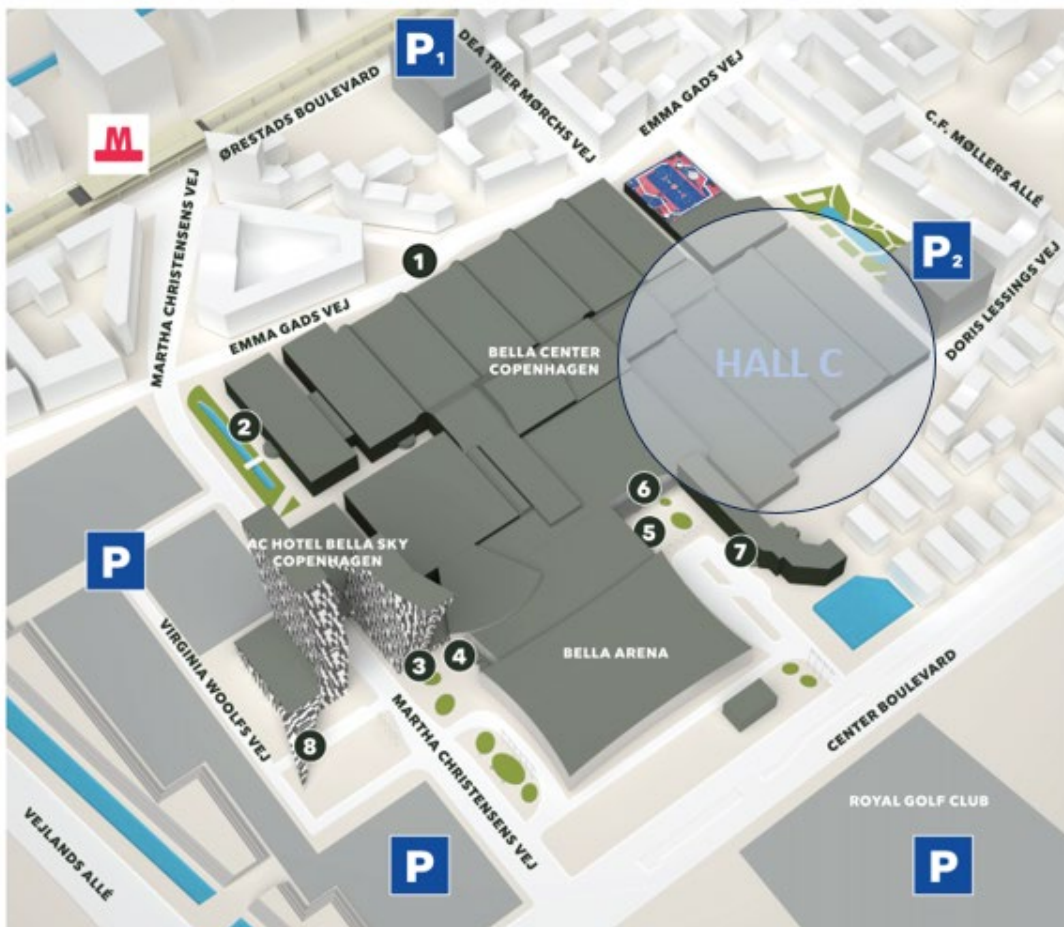 P1
DEA TRIER MØRCHS VEJ
EMMA GADS VEJ
ØRESTADS BOULEVARD
C.F. MØLLERS ALLÉ
M
MARTHA CHRISTENSENS VEJ
P2
DORIS LESSINGS VEJ
1
EMMA GADS VEJ
BELLA CENTER
COPENHAGEN
HALL C
2
6
5
7
AC HOTEL BELLA SKY
COPENHAGEN
P
3
4
BELLA ARENA
VIRGINIA WOOLFS VEJ
MARTHA CHRISTENSENS VEJ
CENTER BOULEVARD
8
ROYAL GOLF CLUB
VEJLANDS ALLÉ
P
P